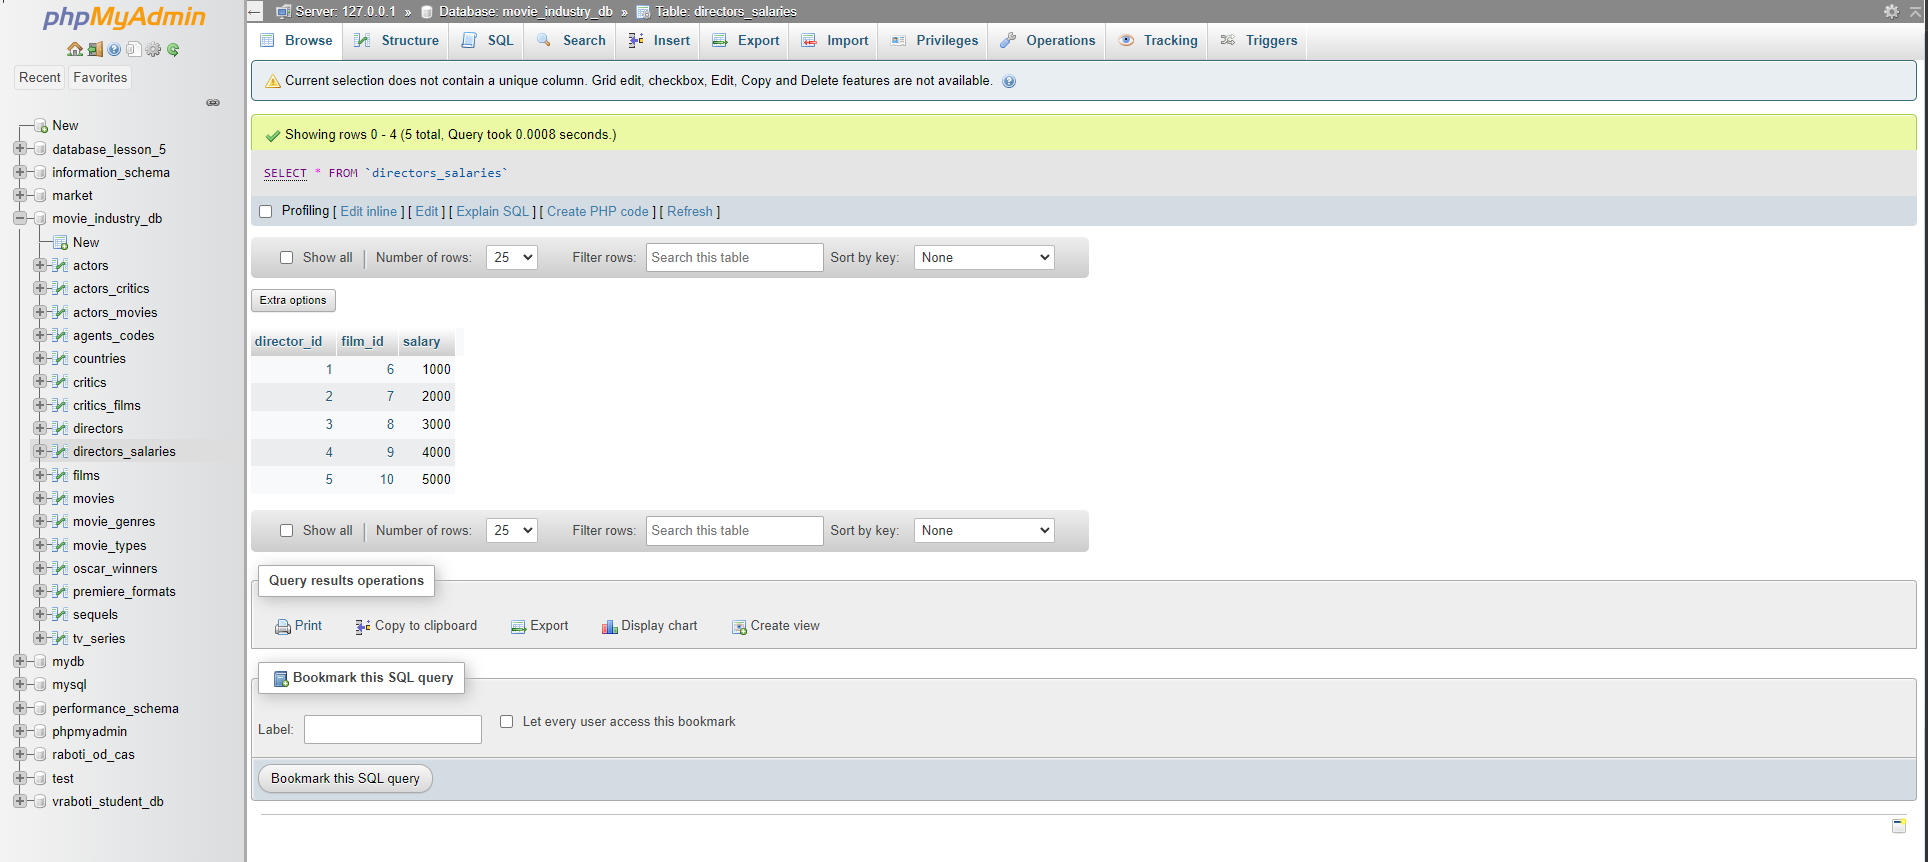 phpMyAdmin
Recent Favorites
New
database_lesson_5
information_schema
market
movie_industry_db
New
actors
actors_critics
actors_movies
agents_codes
countries
critics
critics_films
directors
directors_salaries
films
movies
movie_genres
movie_types
oscar_winners
premiere_formats
sequels
tv_series
mydb
mysql
performance_schema
phpmyadmin
raboti_od_cas
test
vraboti_student_db
Server: 127.0.0.1 » Database: movie_industry_db » Table: directors_salaries
Browse Structure SQL Search Insert Export Import Privileges Operations Tracking Triggers
Current selection does not contain a unique column. Grid edit, checkbox, Edit, Copy and Delete features are not available.
Showing rows 0 - 4 (5 total, Query took 0.0008 seconds.)
SELECT * FROM `directors_salaries`
Profiling [ Edit inline ] [ Edit ] [ Explain SQL ] [ Create PHP code ] [ Refresh ]
Show all | Number of rows: 25 Filter rows: Search this table Sort by key: None
Extra options
director_id film_id salary
1 6 1000
2 7 2000
3 8 3000
4 9 4000
5 10 5000
Show all | Number of rows: 25 Filter rows: Search this table Sort by key: None
Query results operations
Print Copy to clipboard Export Display chart Create view
Bookmark this SQL query
Label: Let every user access this bookmark
Bookmark this SQL query